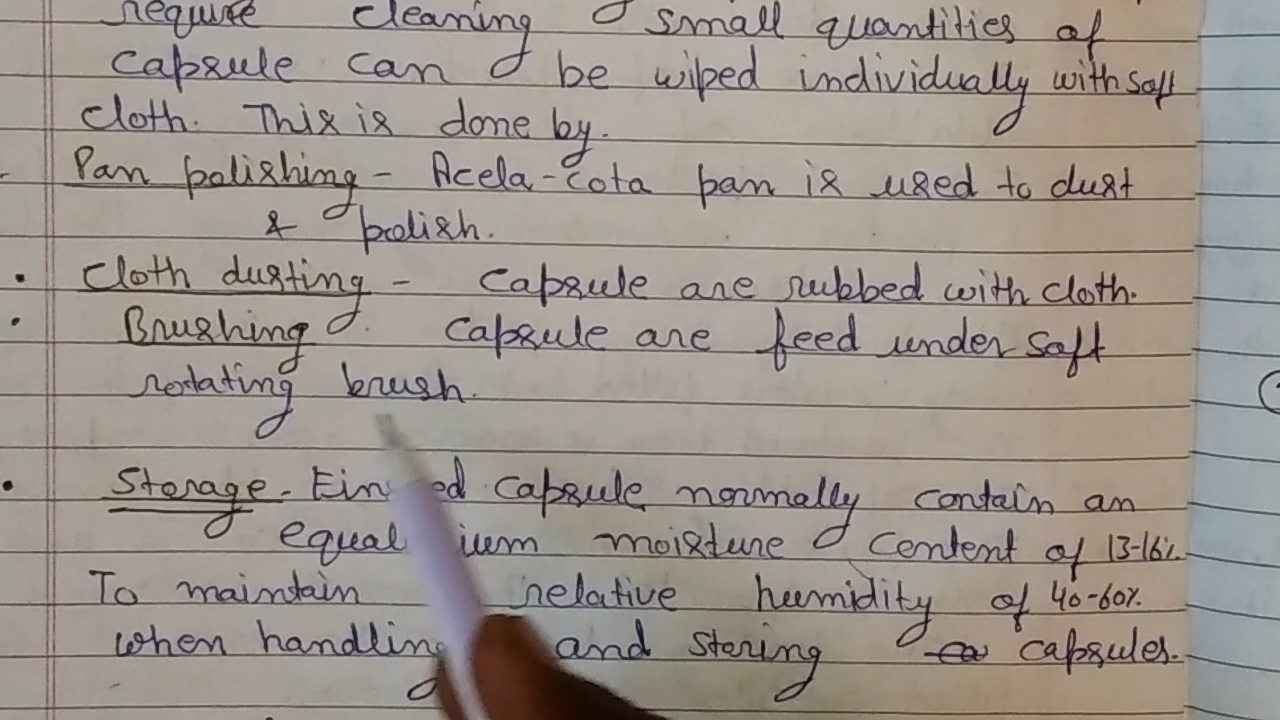 require cleaning small quantities of
capsule can be wiped individually with soft
cloth. This is done by.
Pan polishing - Acela-cota pan is used to dust
& polish.
• Cloth dusting - Capsule are rubbed with cloth.
• Brushing. Capsule are feed under soft
rotating brush.
• Storage - capsule normally contain an
moisture content of 13-16%.
To maintain relative humidity of 40-60%.
when handling and storing capsules.